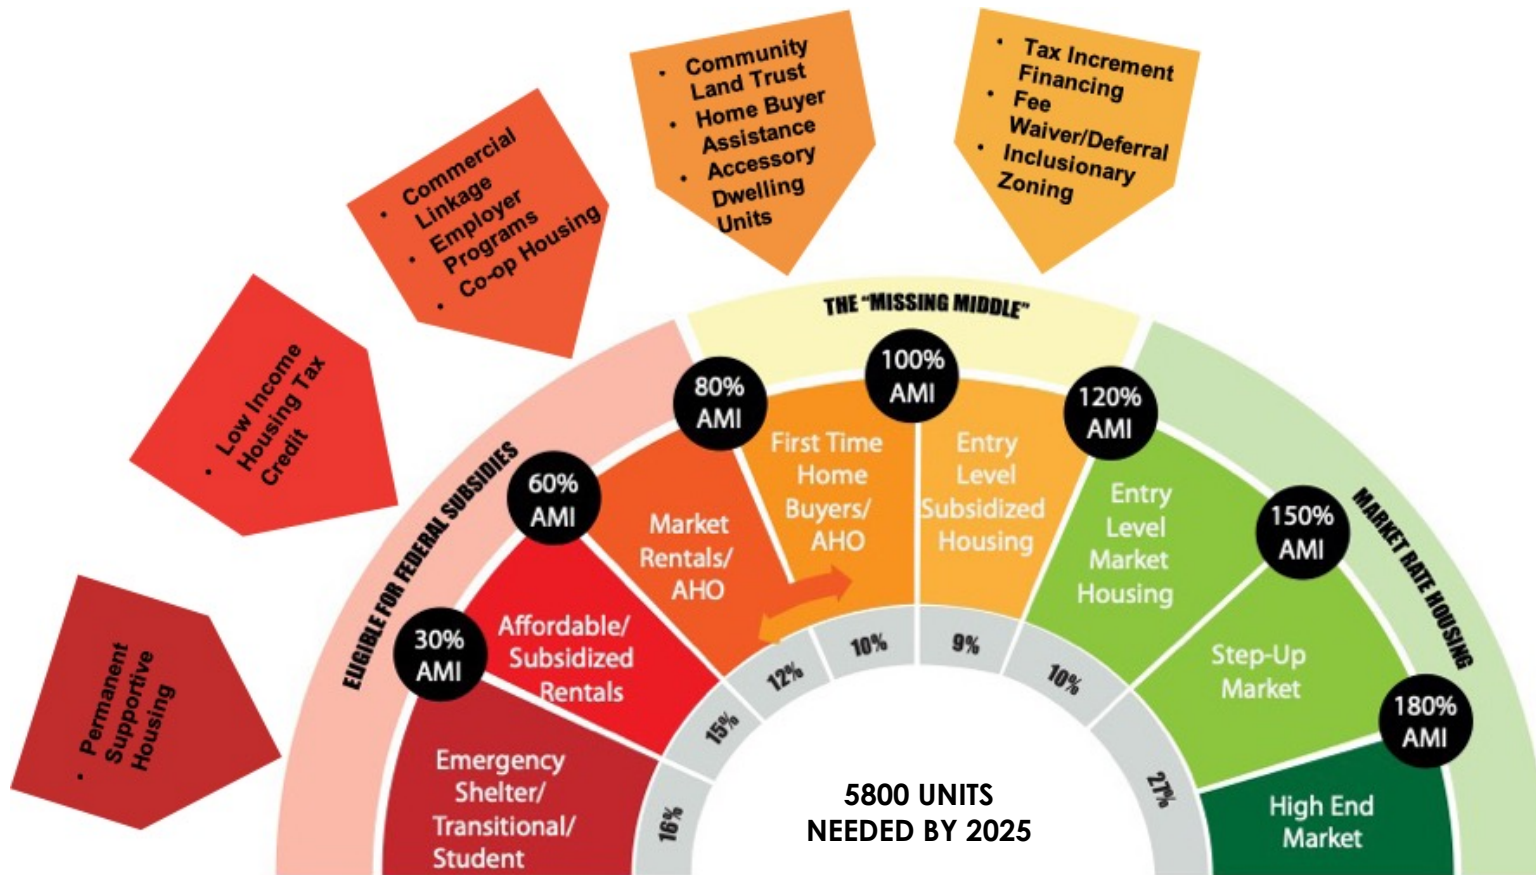 • Permanent
Supportive
Housing
• Low Income
Housing Tax
Credit
• Commercial
Linkage
• Employer
Programs
• Co-op Housing
• Community
Land Trust
• Home Buyer
Assistance
• Accessory
Dwelling
Units
• Tax Increment
Financing
• Fee
Waiver/Deferral
• Inclusionary
Zoning
ELIGIBLE FOR FEDERAL SUBSIDIES
THE "MISSING MIDDLE"
MARKET RATE HOUSING
30%
AMI
60%
AMI
80%
AMI
100%
AMI
120%
AMI
150%
AMI
180%
AMI
Emergency
Shelter/
Transitional/
Student
Affordable/
Subsidized
Rentals
Market
Rentals/
AHO
First Time
Home
Buyers/
AHO
Entry
Level
Subsidized
Housing
Entry
Level
Market
Housing
Step-Up
Market
High End
Market
16%
15%
12%
10%
9%
10%
27%
5800 UNITS
NEEDED BY 2025